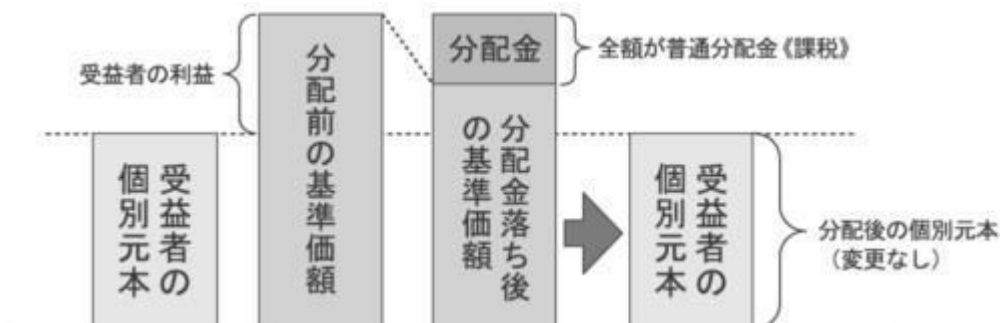 受益者の利益
受益者の
個別元本
分配前の基準価額
分配金
全額が普通分配金《課税》
分配金落ち後
の基準価額
受益者の
個別元本
分配後の個別元本
（変更なし）